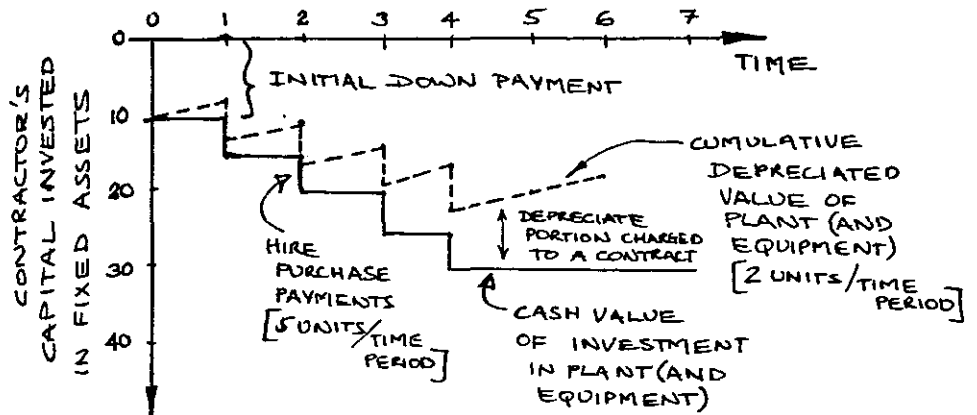 0 1 2 3 4 5 6 7
TIME
0
10
20
30
40
CONTRACTOR'S
CAPITAL INVESTED
IN FIXED ASSETS
INITIAL DOWN PAYMENT
HIRE
PURCHASE
PAYMENTS
[5 UNITS/TIME
PERIOD]
DEPRECIATE
PORTION CHARGED
TO A CONTRACT
CUMULATIVE
DEPRECIATED
VALUE OF
PLANT (AND
EQUIPMENT)
[2 UNITS/TIME
PERIOD]
CASH VALUE
OF INVESTMENT
IN PLANT (AND
EQUIPMENT)